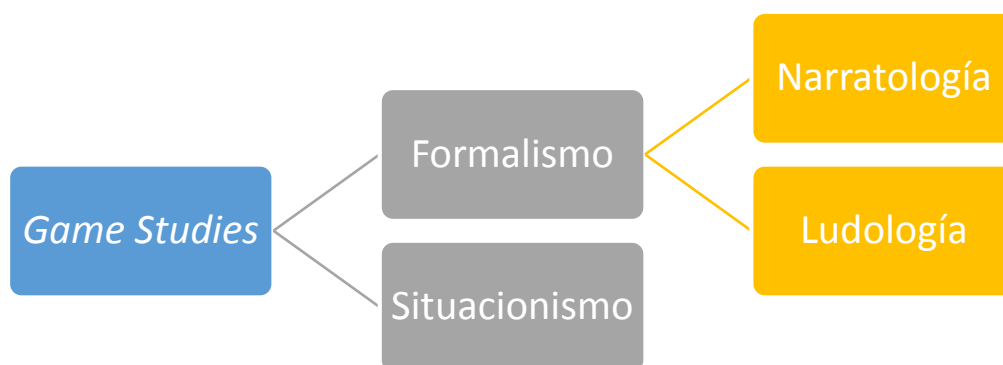 Game Studies
Formalismo
Situacionismo
Narratología
Ludología